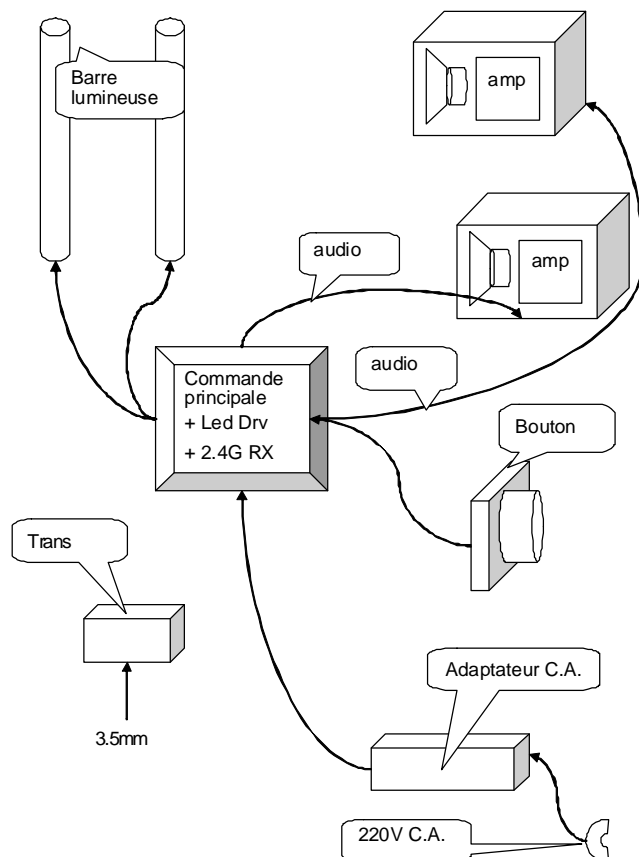 Barre
lumineuse
amp
amp
audio
audio
Commande
principale
+ Led Drv
+ 2.4G RX
Bouton
Trans
3.5mm
Adaptateur C.A.
220V C.A.